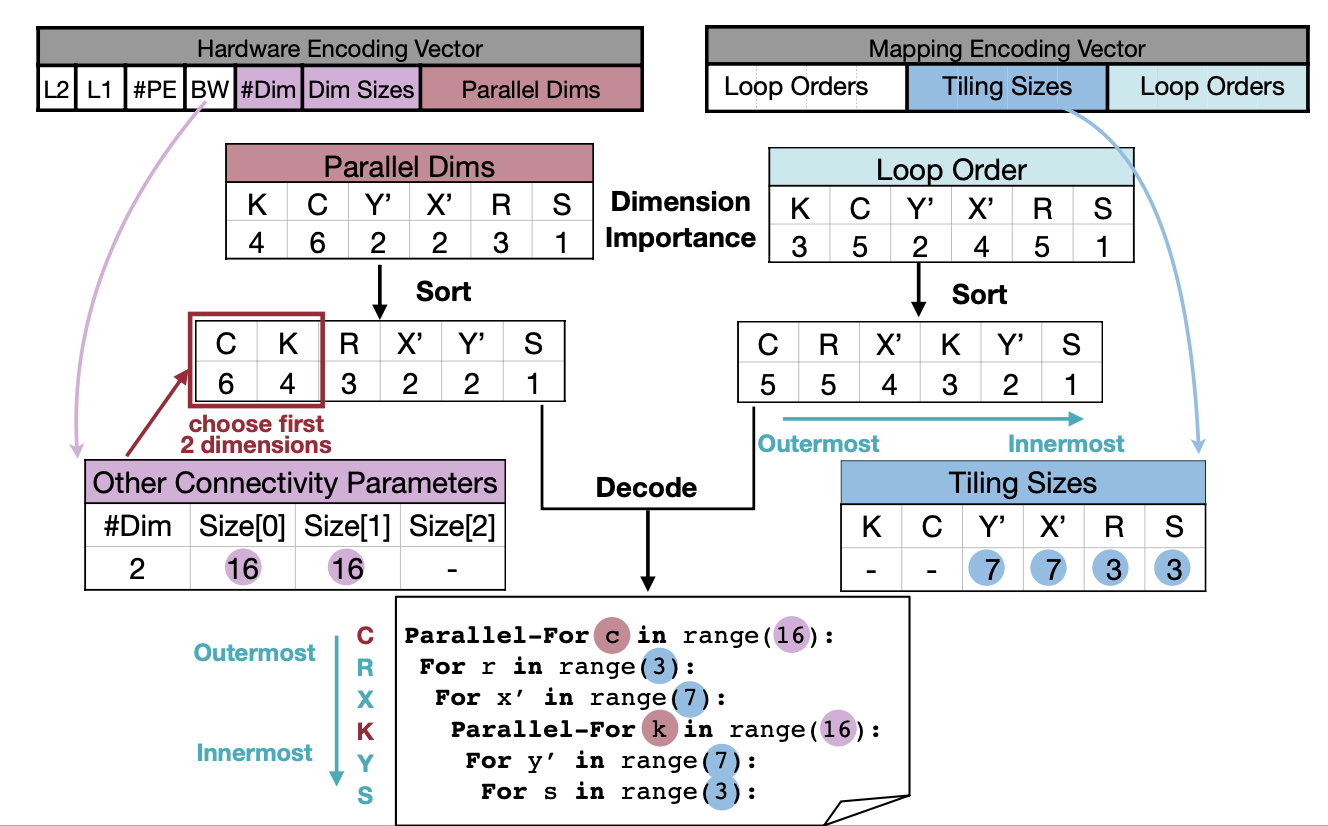 Hardware Encoding Vector
L2 L1 #PE BW #Dim Dim Sizes Parallel Dims
Mapping Encoding Vector
Loop Orders Tiling Sizes Loop Orders
Parallel Dims
K C Y’ X’ R S
4 6 2 2 3 1
Dimension
Importance
Loop Order
K C Y’ X’ R S
3 5 2 4 5 1
Sort
Sort
C K R X’ Y’ S
6 4 3 2 2 1
C R X’ K Y’ S
5 5 4 3 2 1
choose first
2 dimensions
Outermost Innermost
Other Connectivity Parameters
#Dim Size[0] Size[1] Size[2]
2 16 16 -
Decode
Tiling Sizes
K C Y’ X’ R S
- - 7 7 3 3
Outermost
Innermost
C
R
X
K
Y
S
Parallel-For c in range(16):
For r in range(3):
For x’ in range(7):
Parallel-For k in range(16):
For y’ in range(7):
For s in range(3):